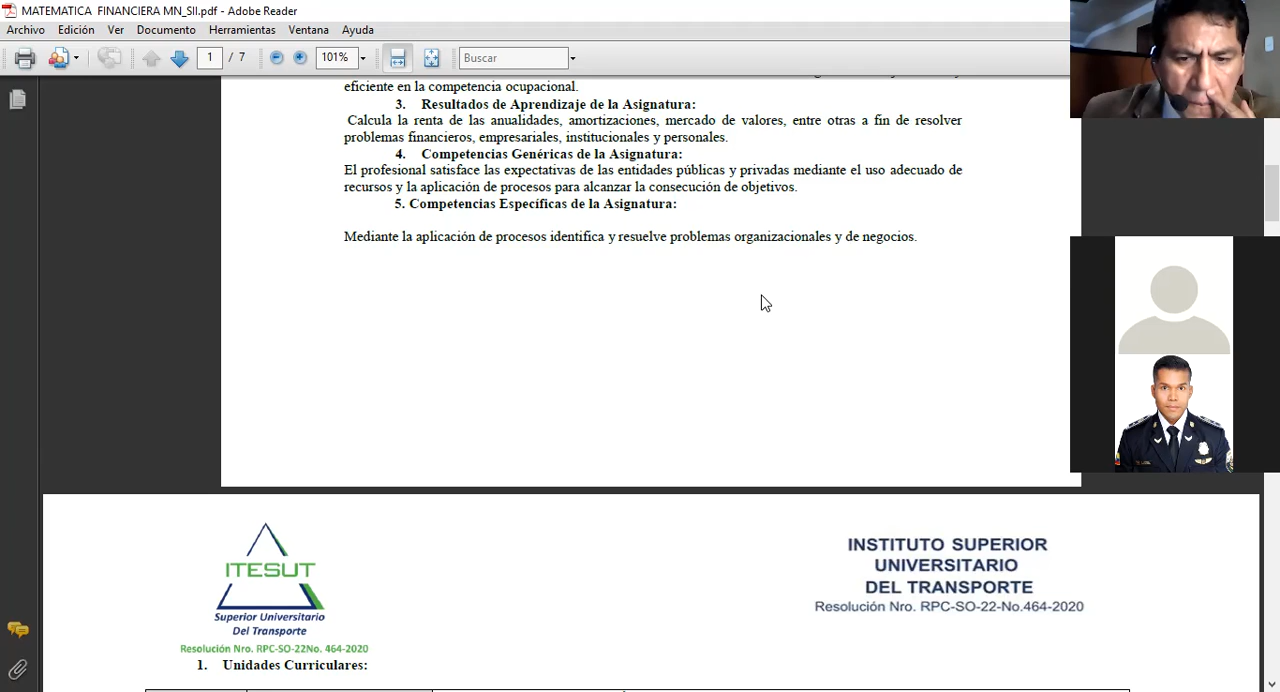 MATEMATICA FINANCIERA MN_SII.pdf - Adobe Reader
Archivo Edición Ver Documento Herramientas Ventana Ayuda
1 / 7 101% Buscar
eficiente en la competencia ocupacional.
3. Resultados de Aprendizaje de la Asignatura:
Calcula la renta de las anualidades, amortizaciones, mercado de valores, entre otras a fin de resolver
problemas financieros, empresariales, institucionales y personales.
4. Competencias Genéricas de la Asignatura:
El profesional satisface las expectativas de las entidades públicas y privadas mediante el uso adecuado de
recursos y la aplicación de procesos para alcanzar la consecución de objetivos.
5. Competencias Específicas de la Asignatura:
Mediante la aplicación de procesos identifica y resuelve problemas organizacionales y de negocios.
ITESUT
Superior Universitario
Del Transporte
Resolución Nro. RPC-SO-22No. 464-2020
INSTITUTO SUPERIOR
UNIVERSITARIO
DEL TRANSPORTE
Resolución Nro. RPC-SO-22-No.464-2020
1. Unidades Curriculares: